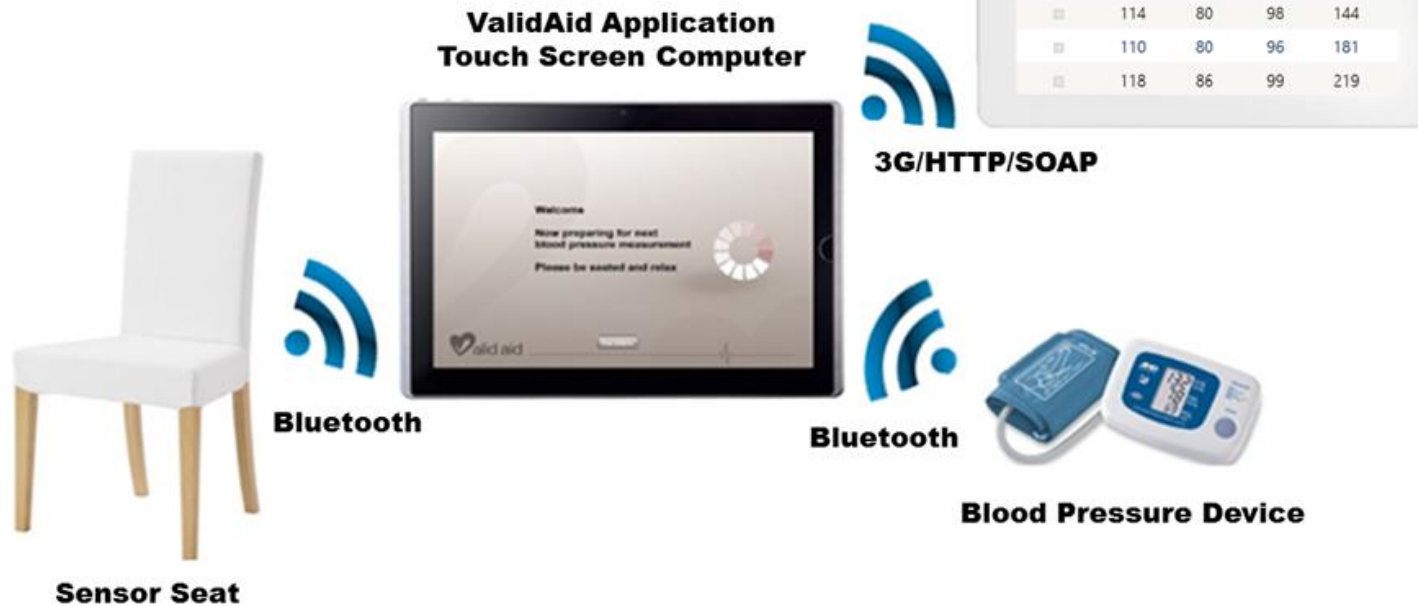 114 80 98 144
110 80 96 181
118 86 99 219
ValidAid Application
Touch Screen Computer
3G/HTTP/SOAP
Welcome
Now preparing for next
blood pressure measurement
Please be seated and relax
alid aid
Bluetooth
Bluetooth
Blood Pressure Device
Sensor Seat